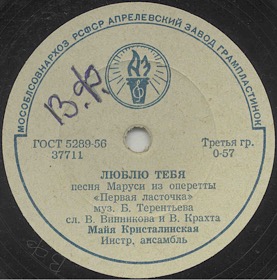 МОСОБЛСОВНАРХОЗ РСФСР АПРЕЛЕВСКИЙ ЗАВОД ГРАМПЛАСТИНОК
В.Ф.
ГОСТ 5289-56 Третья гр.
37711 0-57
ЛЮБЛЮ ТЕБЯ
песня Маруси из оперетты
«Первая ласточка»
муз. Б. Терентьева
сл. В. Винникова и В. Крахта
Майя Кристалинская
Инстр. ансамбль